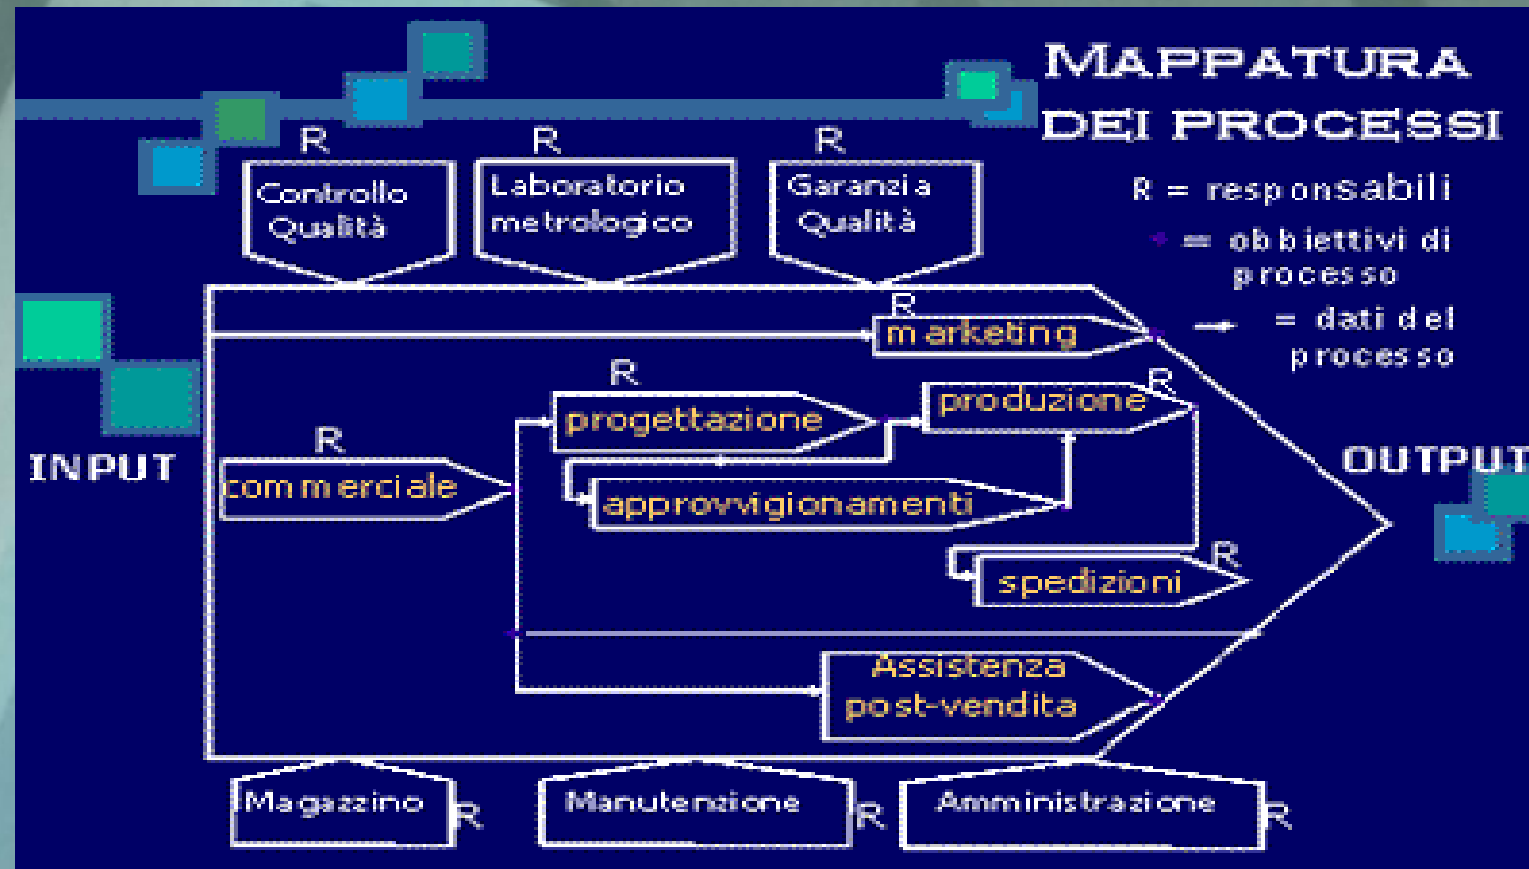 MAPPATURA
DEI PROCESSI
R = responsabili
= obbiettivi di
processo
= dati del
processo
R
R
R
Controllo
Qualità
Laboratorio
metrologico
Garanzia
Qualità
R
marketing
R
progettazione
R
produzione
INPUT
R
commerciale
approvvigionamenti
OUTPUT
R
spedizioni
Assistenza
post-vendita
Magazzino R
Manutenzione R
Amministrazione R